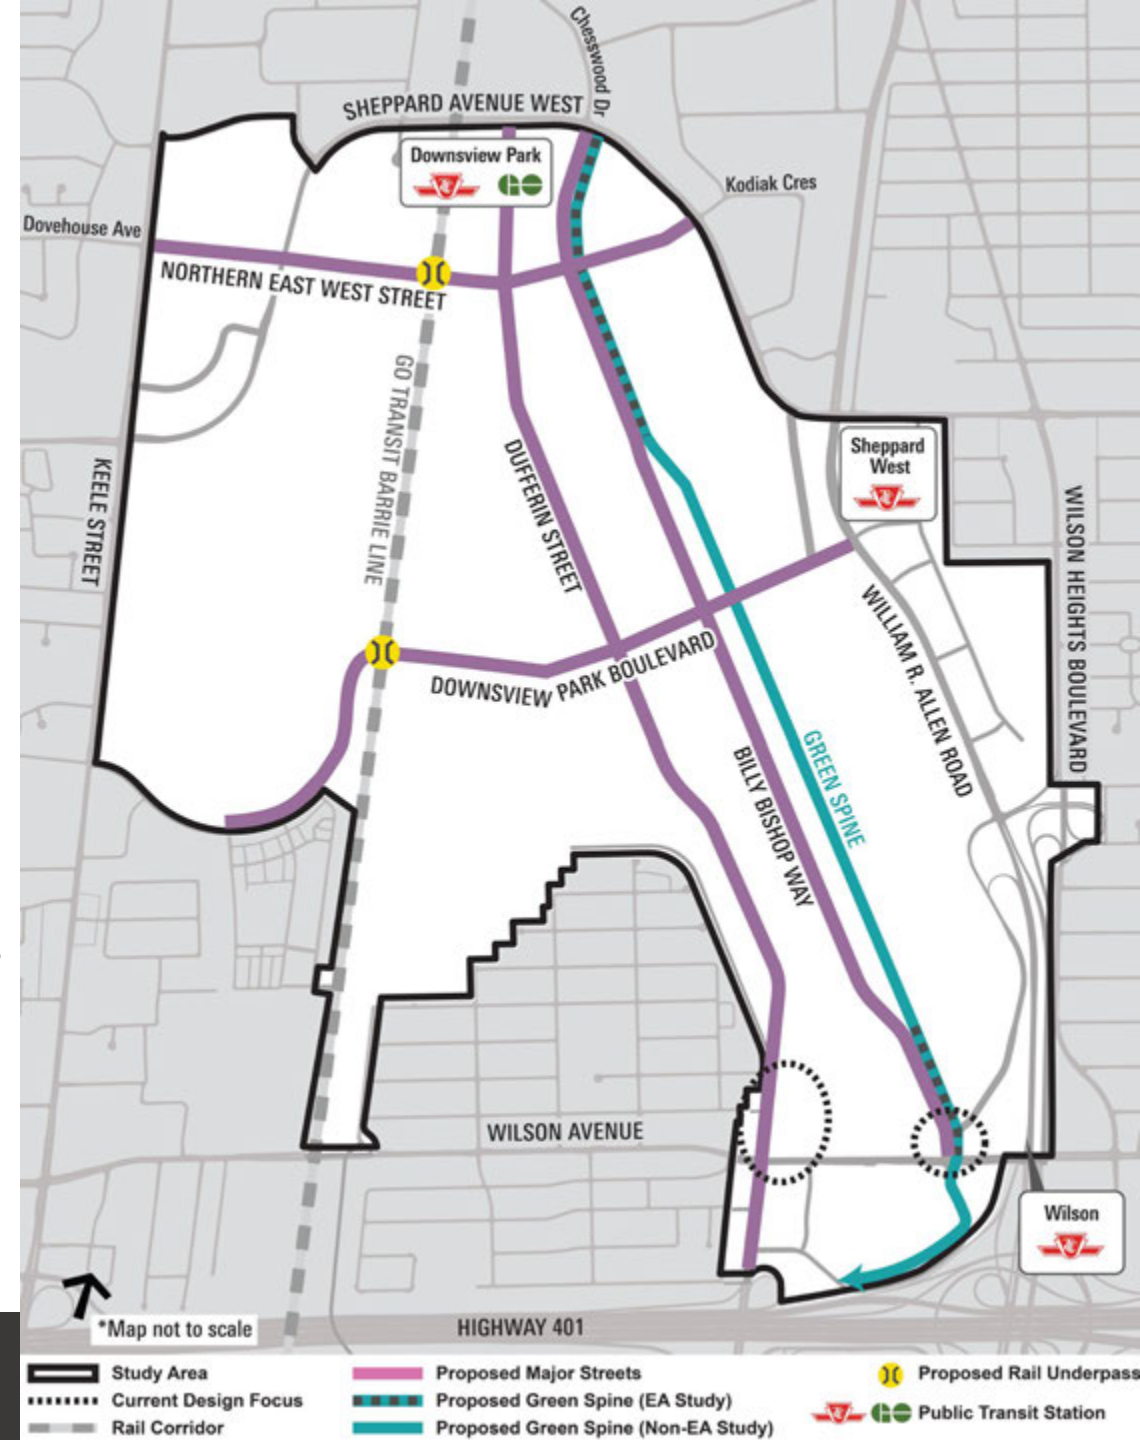 Chesswood Dr
SHEPPARD AVENUE WEST
Downsview Park
GO
Kodiak Cres
Dovehouse Ave
NORTHERN EAST WEST STREET
GO TRANSIT BARRIE LINE
DUFFERIN STREET
Sheppard
West
KEELE STREET
WILSON HEIGHTS BOULEVARD
WILLIAM R. ALLEN ROAD
DOWNSVIEW PARK BOULEVARD
GREEN SPINE
BILLY BISHOP WAY
WILSON AVENUE
Wilson
*Map not to scale
HIGHWAY 401
Study Area
Current Design Focus
Rail Corridor
Proposed Major Streets
Proposed Green Spine (EA Study)
Proposed Green Spine (Non-EA Study)
Proposed Rail Underpass
GO
Public Transit Station